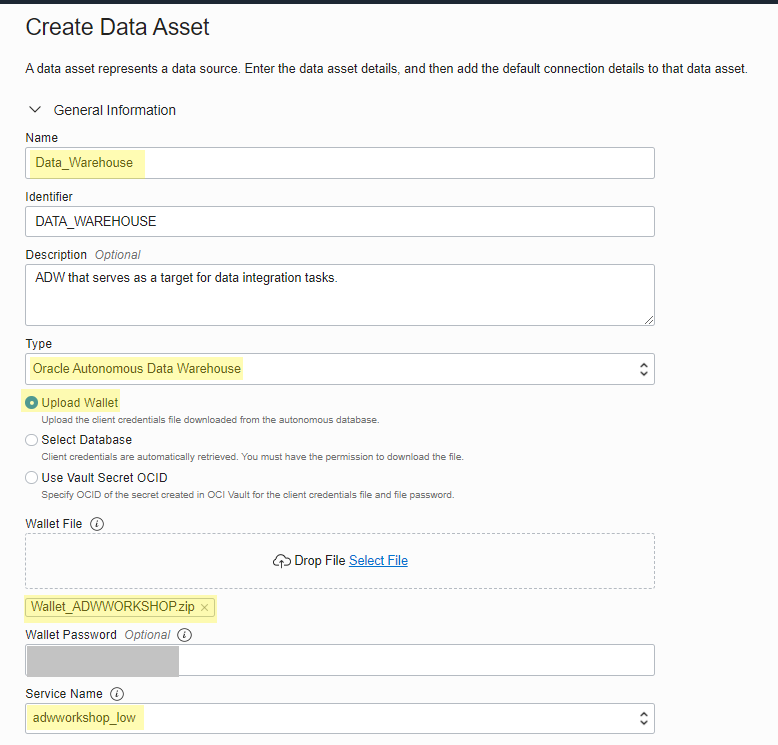 Create Data Asset
A data asset represents a data source. Enter the data asset details, and then add the default connection details to that data asset.
General Information
Name
Data_Warehouse
Identifier
DATA_WAREHOUSE
Description Optional
ADW that serves as a target for data integration tasks.
Type
Oracle Autonomous Data Warehouse
Upload Wallet
Upload the client credentials file downloaded from the autonomous database.
Select Database
Client credentials are automatically retrieved. You must have the permission to download the file.
Use Vault Secret OCID
Specify OCID of the secret created in OCI Vault for the client credentials file and file password.
Wallet File
Drop File Select File
Wallet_ADWWORKSHOP.zip
Wallet Password Optional
Service Name
adwworkshop_low